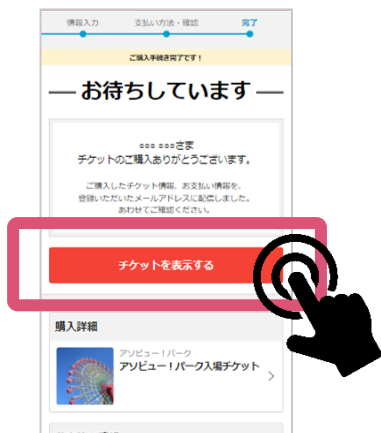 情報入力 支払い方法・確認 完了
ご購入手続き完了です！
お待ちしています
○○○ ○○○さま
チケットのご購入ありがとうございます。
ご購入したチケット情報、お支払い情報を、
登録いただいたメールアドレスに配信しました。
あわせてご確認ください。
チケットを表示する
購入詳細
アソビュー！パーク
アソビュー！パーク入場チケット